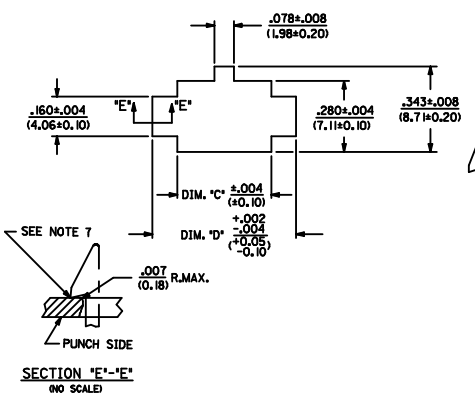 .078±.008
(1.98±0.20)
.160±.004
(4.06±0.10)
"E"
"E"
.280±.004
(7.11±0.10)
.343±.008
(8.71±0.20)
DIM. "C" ±.004
(±0.10)
DIM. "D" +.002
-.004
(+0.05
-0.10
SEE NOTE 7
.007
(0.18) R.MAX.
PUNCH SIDE
SECTION "E"-"E"
(NO SCALE)